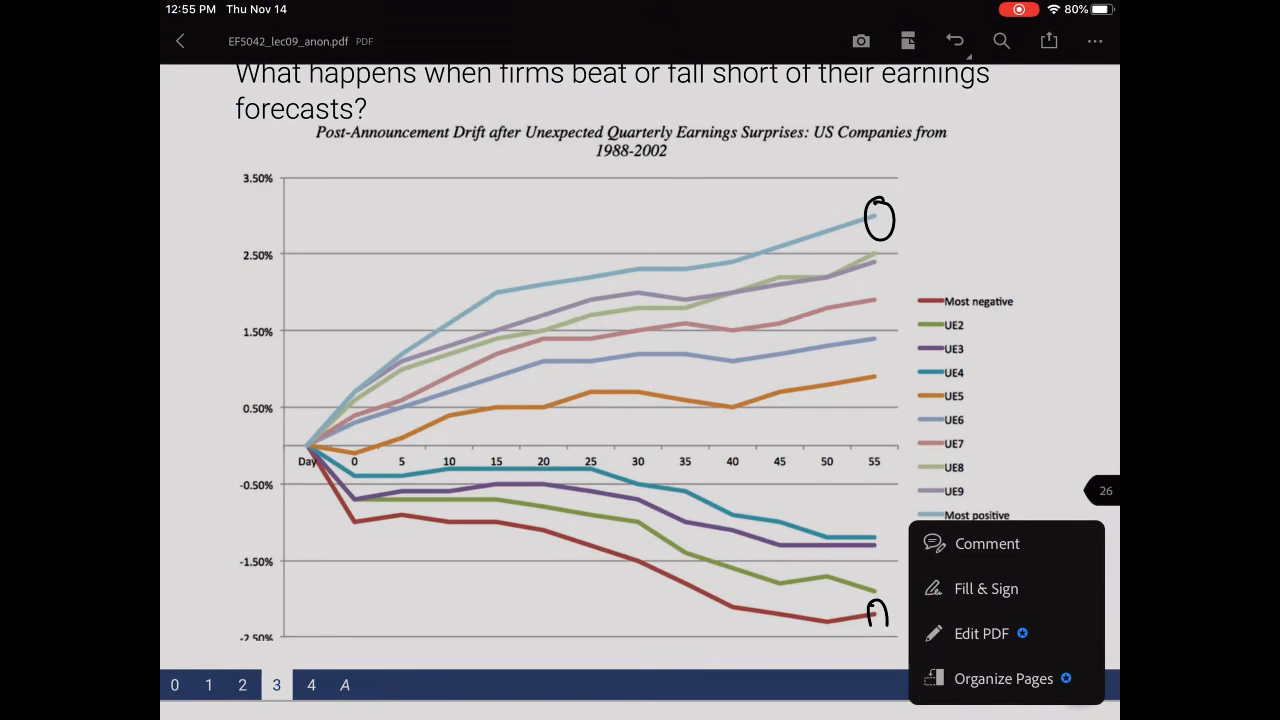 12:55 PM Thu Nov 14
80%
EF5042_lec09_anon.pdf PDF
What happens when firms beat or fall short of their earnings
forecasts?
Post-Announcement Drift after Unexpected Quarterly Earnings Surprises: US Companies from
1988-2002
3.50%
2.50%
1.50%
0.50%
Day 0 5 10 15 20 25 30 35 40 45 50 55
-0.50%
-1.50%
-2.50%
Most negative
UE2
UE3
UE4
UE5
UE6
UE7
UE8
UE9
Most positive
26
Comment
Fill & Sign
Edit PDF
Organize Pages
0 1 2 3 4 A